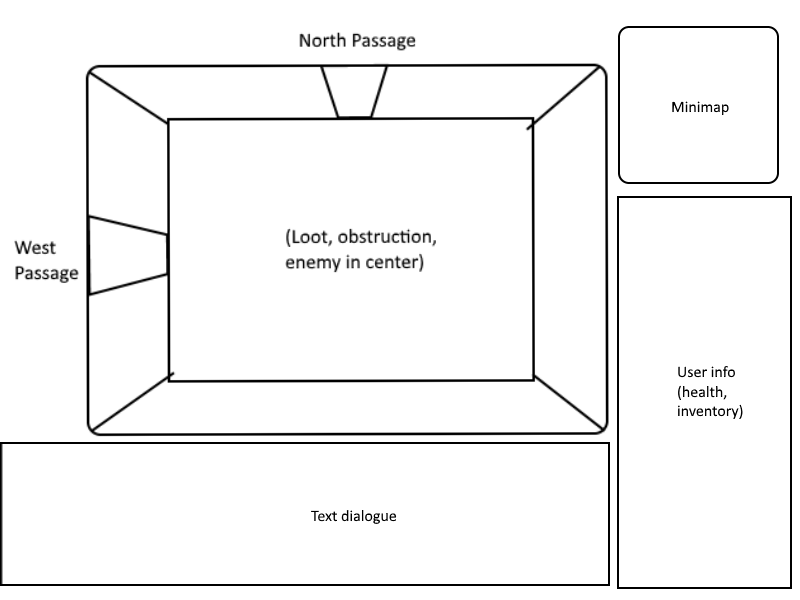 North Passage
Minimap
West
Passage
(Loot, obstruction,
enemy in center)
User info
(health,
inventory)
Text dialogue